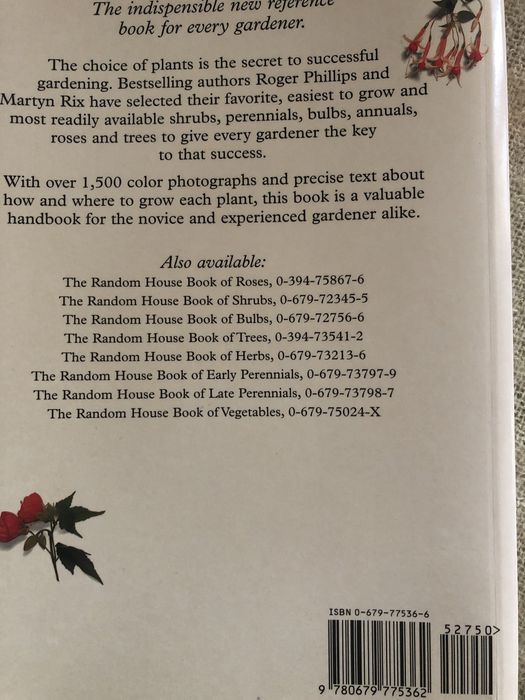 The indispensible new reference
book for every gardener.
The choice of plants is the secret to successful
gardening. Bestselling authors Roger Phillips and
Martyn Rix have selected their favorite, easiest to grow and
most readily available shrubs, perennials, bulbs, annuals,
roses and trees to give every gardener the key
to that success.
With over 1,500 color photographs and precise text about
how and where to grow each plant, this book is a valuable
handbook for the novice and experienced gardener alike.
Also available:
The Random House Book of Roses, 0-394-75867-6
The Random House Book of Shrubs, 0-679-72345-5
The Random House Book of Bulbs, 0-679-72756-6
The Random House Book of Trees, 0-394-73541-2
The Random House Book of Herbs, 0-679-73213-6
The Random House Book of Early Perennials, 0-679-73797-9
The Random House Book of Late Perennials, 0-679-73798-7
The Random House Book of Vegetables, 0-679-75024-X
ISBN 0-679-77536-6
52750>
9 780679 775362